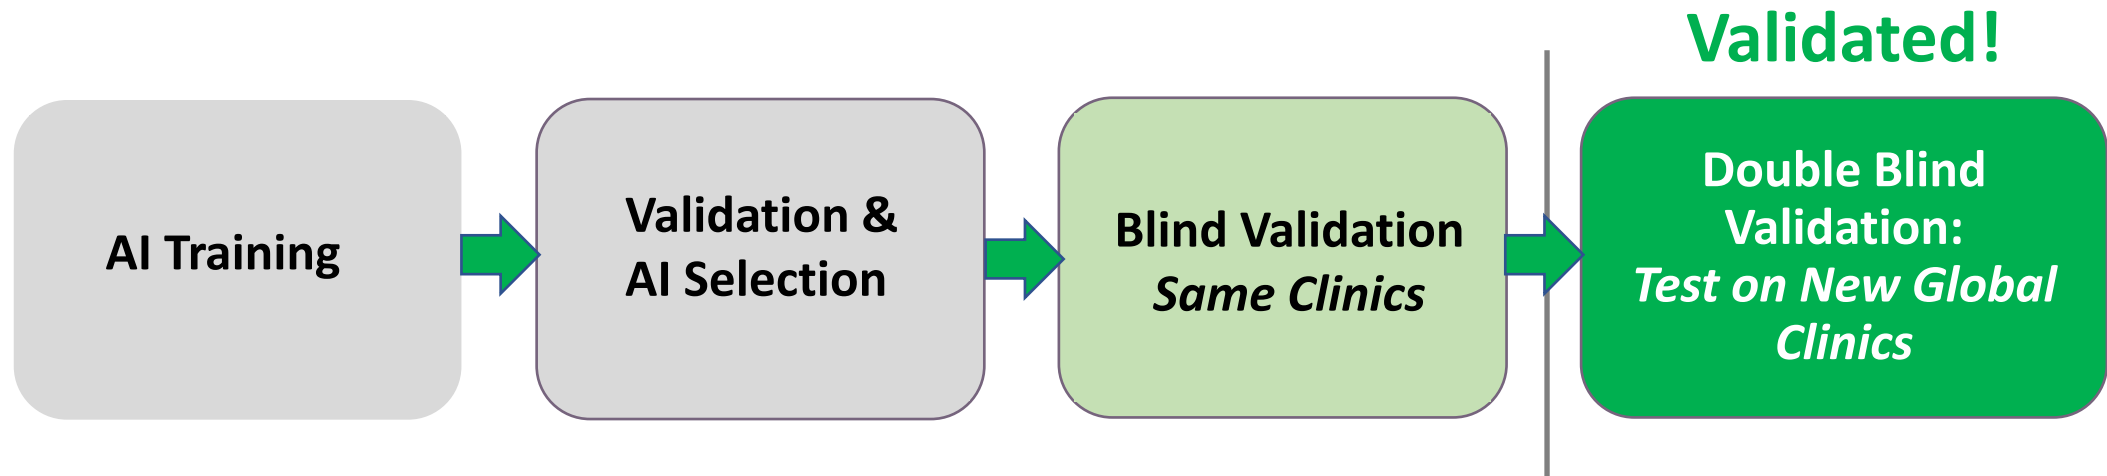 Validated!
AI Training
Validation &
AI Selection
Blind Validation
Same Clinics
Double Blind
Validation:
Test on New Global
Clinics